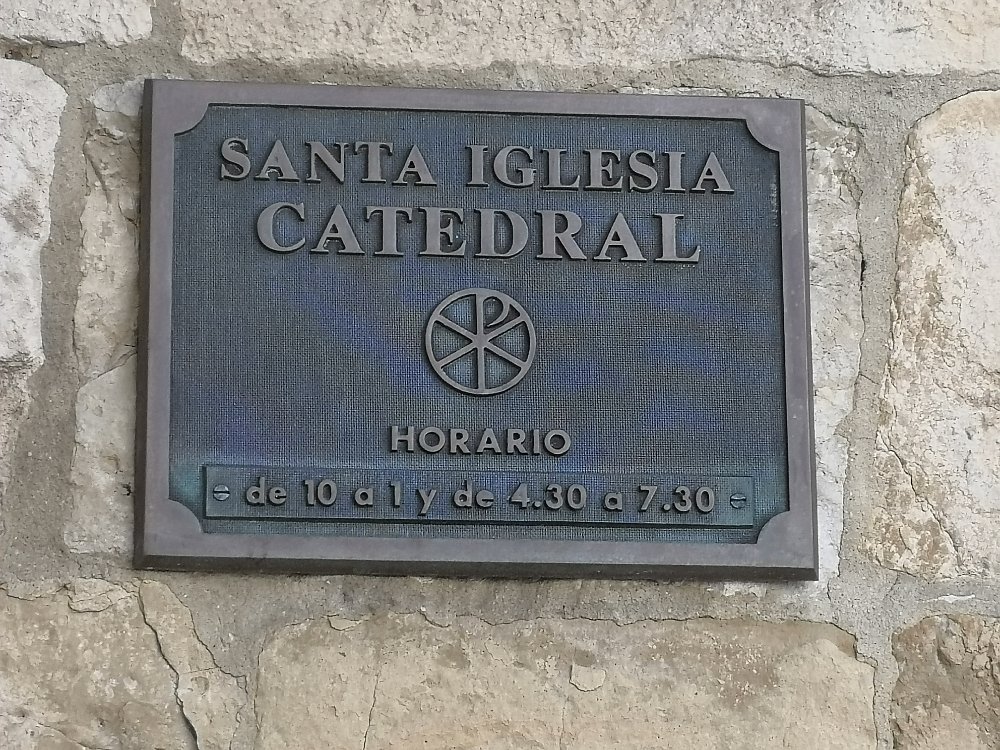 SANTA IGLESIA
CATEDRAL
HORARIO
de 10 a 1 y de 4.30 a 7.30